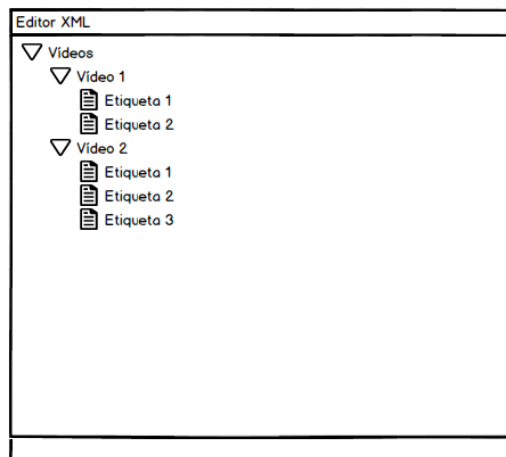 Editor XML
Vídeos
Vídeo 1
Etiqueta 1
Etiqueta 2
Vídeo 2
Etiqueta 1
Etiqueta 2
Etiqueta 3